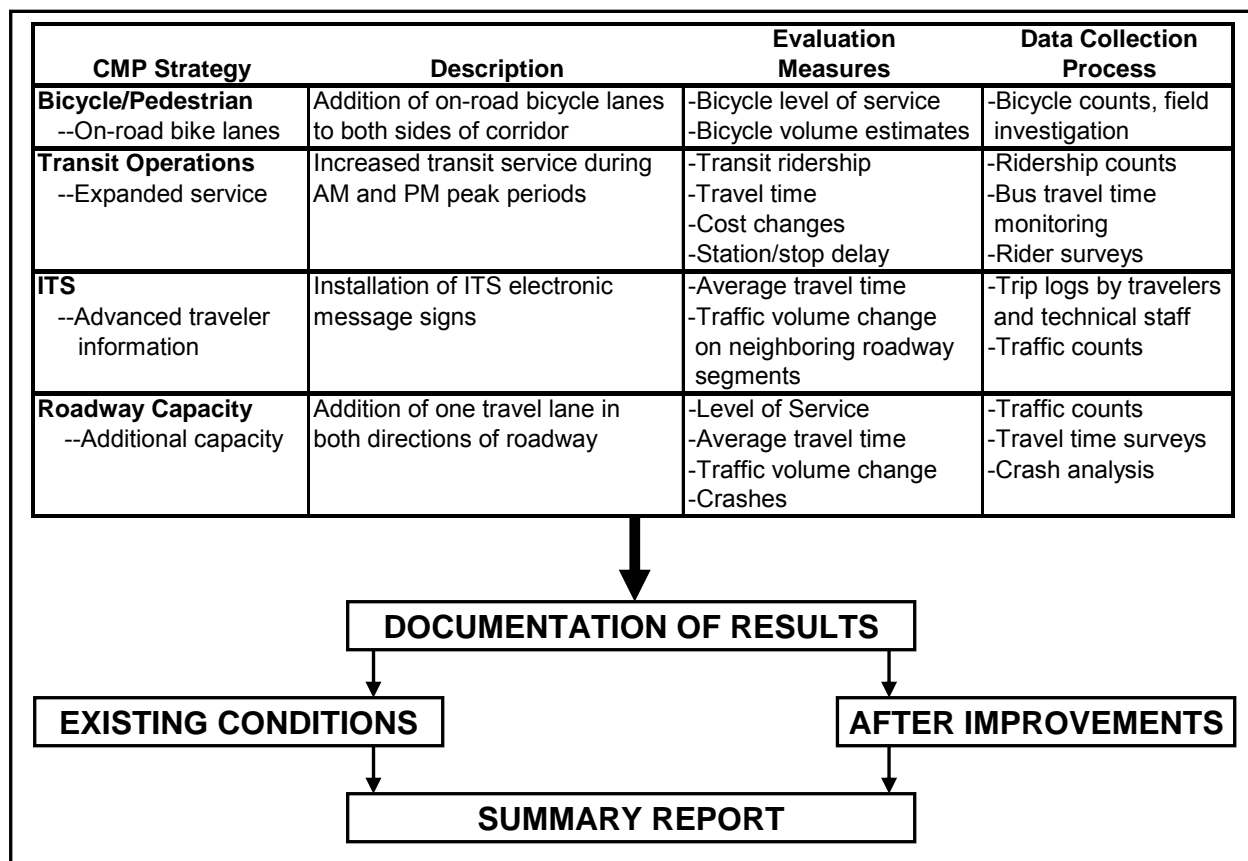 CMP Strategy
Description
Evaluation
Measures
Data Collection
Process
Bicycle/Pedestrian
--On-road bike lanes
Addition of on-road bicycle lanes
to both sides of corridor
-Bicycle level of service
-Bicycle volume estimates
-Bicycle counts, field
investigation
Transit Operations
--Expanded service
Increased transit service during
AM and PM peak periods
-Transit ridership
-Travel time
-Cost changes
-Station/stop delay
-Ridership counts
-Bus travel time
monitoring
-Rider surveys
ITS
--Advanced traveler
information
Installation of ITS electronic
message signs
-Average travel time
-Traffic volume change
on neighboring roadway
segments
-Trip logs by travelers
and technical staff
-Traffic counts
Roadway Capacity
--Additional capacity
Addition of one travel lane in
both directions of roadway
-Level of Service
-Average travel time
-Traffic volume change
-Crashes
-Traffic counts
-Travel time surveys
-Crash analysis
DOCUMENTATION OF RESULTS
EXISTING CONDITIONS
AFTER IMPROVEMENTS
SUMMARY REPORT